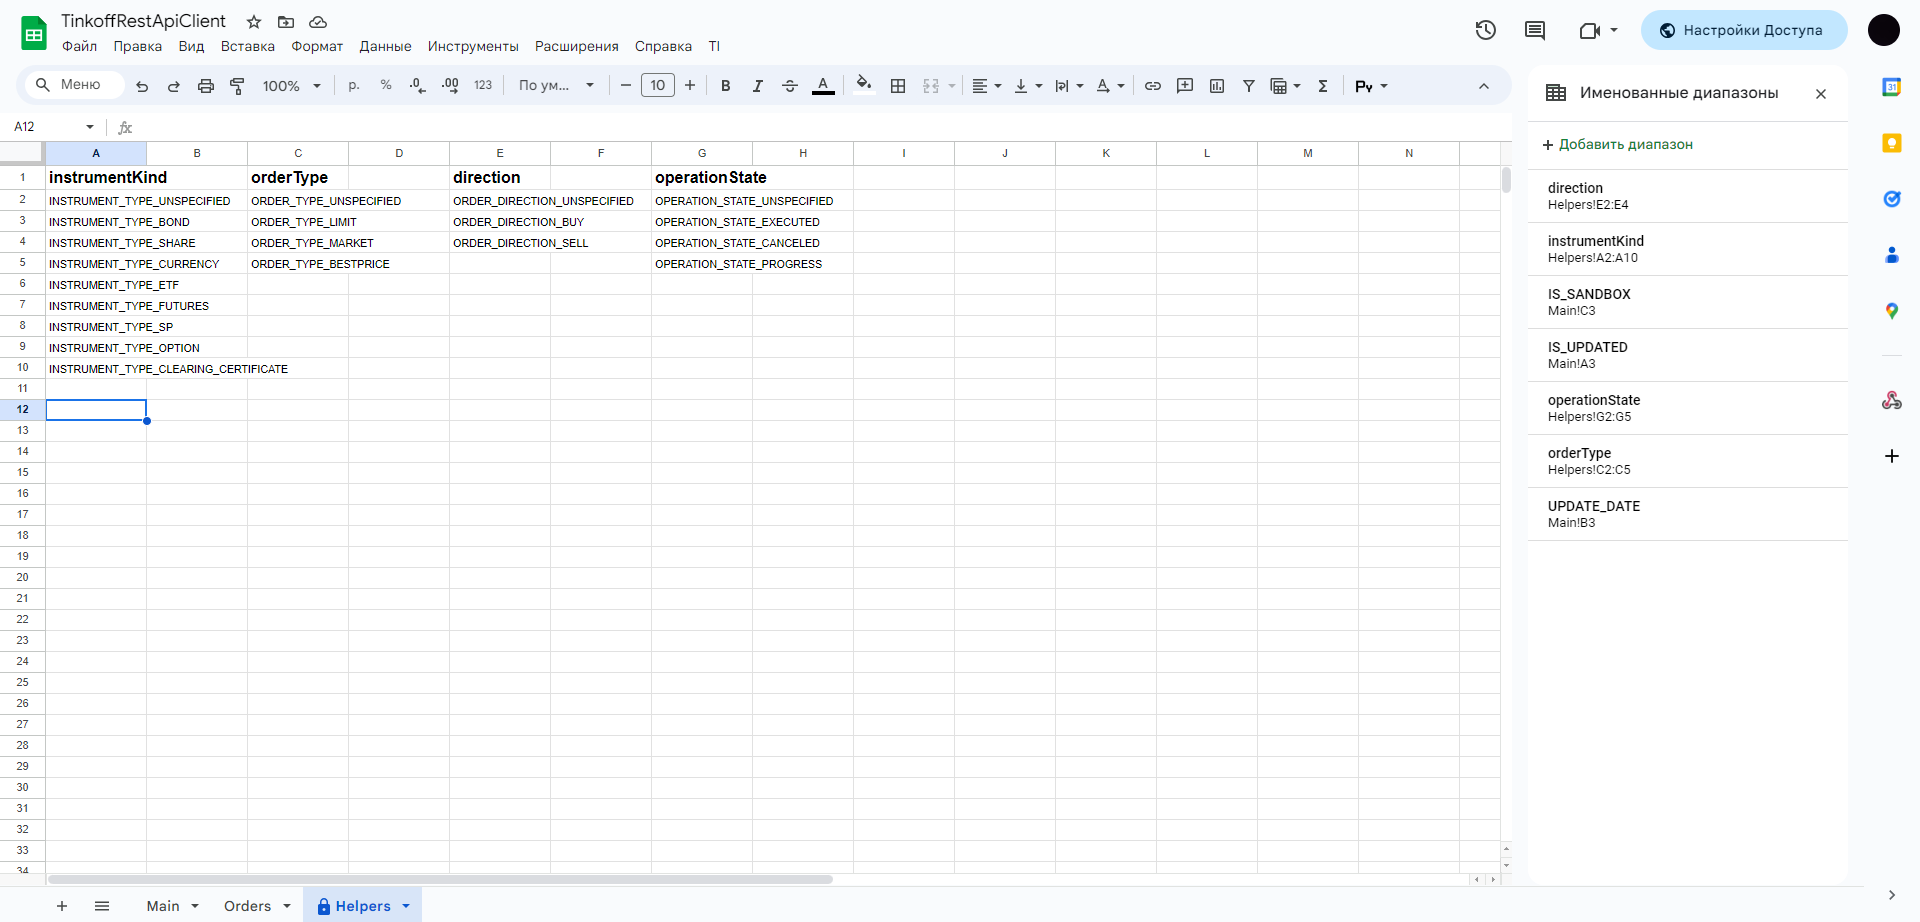 TinkoffRestApiClient
Файл Правка Вид Вставка Формат Данные Инструменты Расширения Справка TI
Настройки Доступа
Меню 100% р. % .0 .00 123 По ум... 10 B I A Py
A12 fx
A B C D E F G H I J K L M N
1 instrumentKind orderType direction operationState
2 INSTRUMENT_TYPE_UNSPECIFIED ORDER_TYPE_UNSPECIFIED ORDER_DIRECTION_UNSPECIFIED OPERATION_STATE_UNSPECIFIED
3 INSTRUMENT_TYPE_BOND ORDER_TYPE_LIMIT ORDER_DIRECTION_BUY OPERATION_STATE_EXECUTED
4 INSTRUMENT_TYPE_SHARE ORDER_TYPE_MARKET ORDER_DIRECTION_SELL OPERATION_STATE_CANCELED
5 INSTRUMENT_TYPE_CURRENCY ORDER_TYPE_BESTPRICE OPERATION_STATE_PROGRESS
6 INSTRUMENT_TYPE_ETF
7 INSTRUMENT_TYPE_FUTURES
8 INSTRUMENT_TYPE_SP
9 INSTRUMENT_TYPE_OPTION
10 INSTRUMENT_TYPE_CLEARING_CERTIFICATE
11
12
13
14
15
16
17
18
19
20
21
22
23
24
25
26
27
28
29
30
31
32
33
34
Main Orders Helpers
Именованные диапазоны
+ Добавить диапазон
direction
Helpers!E2:E4
instrumentKind
Helpers!A2:A10
IS_SANDBOX
Main!C3
IS_UPDATED
Main!A3
operationState
Helpers!G2:G5
orderType
Helpers!C2:C5
UPDATE_DATE
Main!B3
31